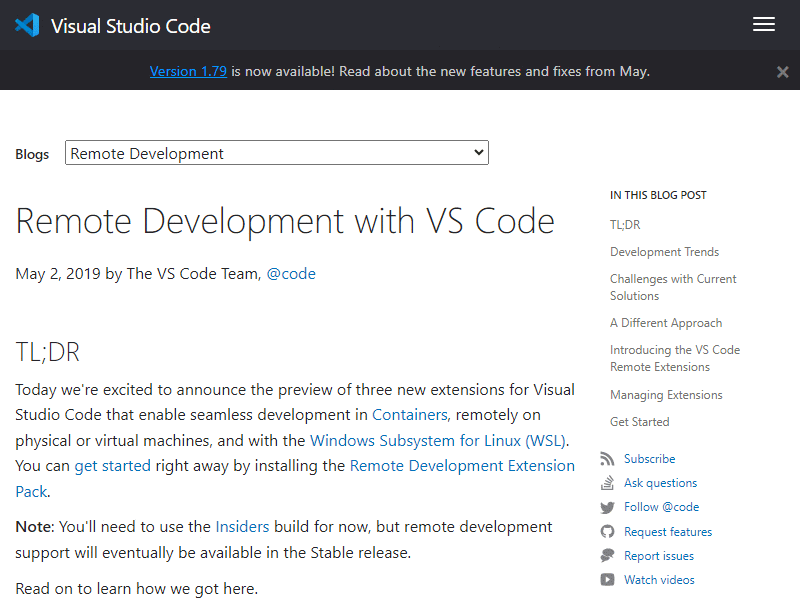 Visual Studio Code
Version 1.79 is now available! Read about the new features and fixes from May.
Blogs
Remote Development
Remote Development with VS Code
May 2, 2019 by The VS Code Team, @code
TL;DR
Today we're excited to announce the preview of three new extensions for Visual
Studio Code that enable seamless development in Containers, remotely on
physical or virtual machines, and with the Windows Subsystem for Linux (WSL).
You can get started right away by installing the Remote Development Extension
Pack.
Note: You'll need to use the Insiders build for now, but remote development
support will eventually be available in the Stable release.
Read on to learn how we got here.
IN THIS BLOG POST
TL;DR
Development Trends
Challenges with Current
Solutions
A Different Approach
Introducing the VS Code
Remote Extensions
Managing Extensions
Get Started
Subscribe
Ask questions
Follow @code
Request features
Report issues
Watch videos